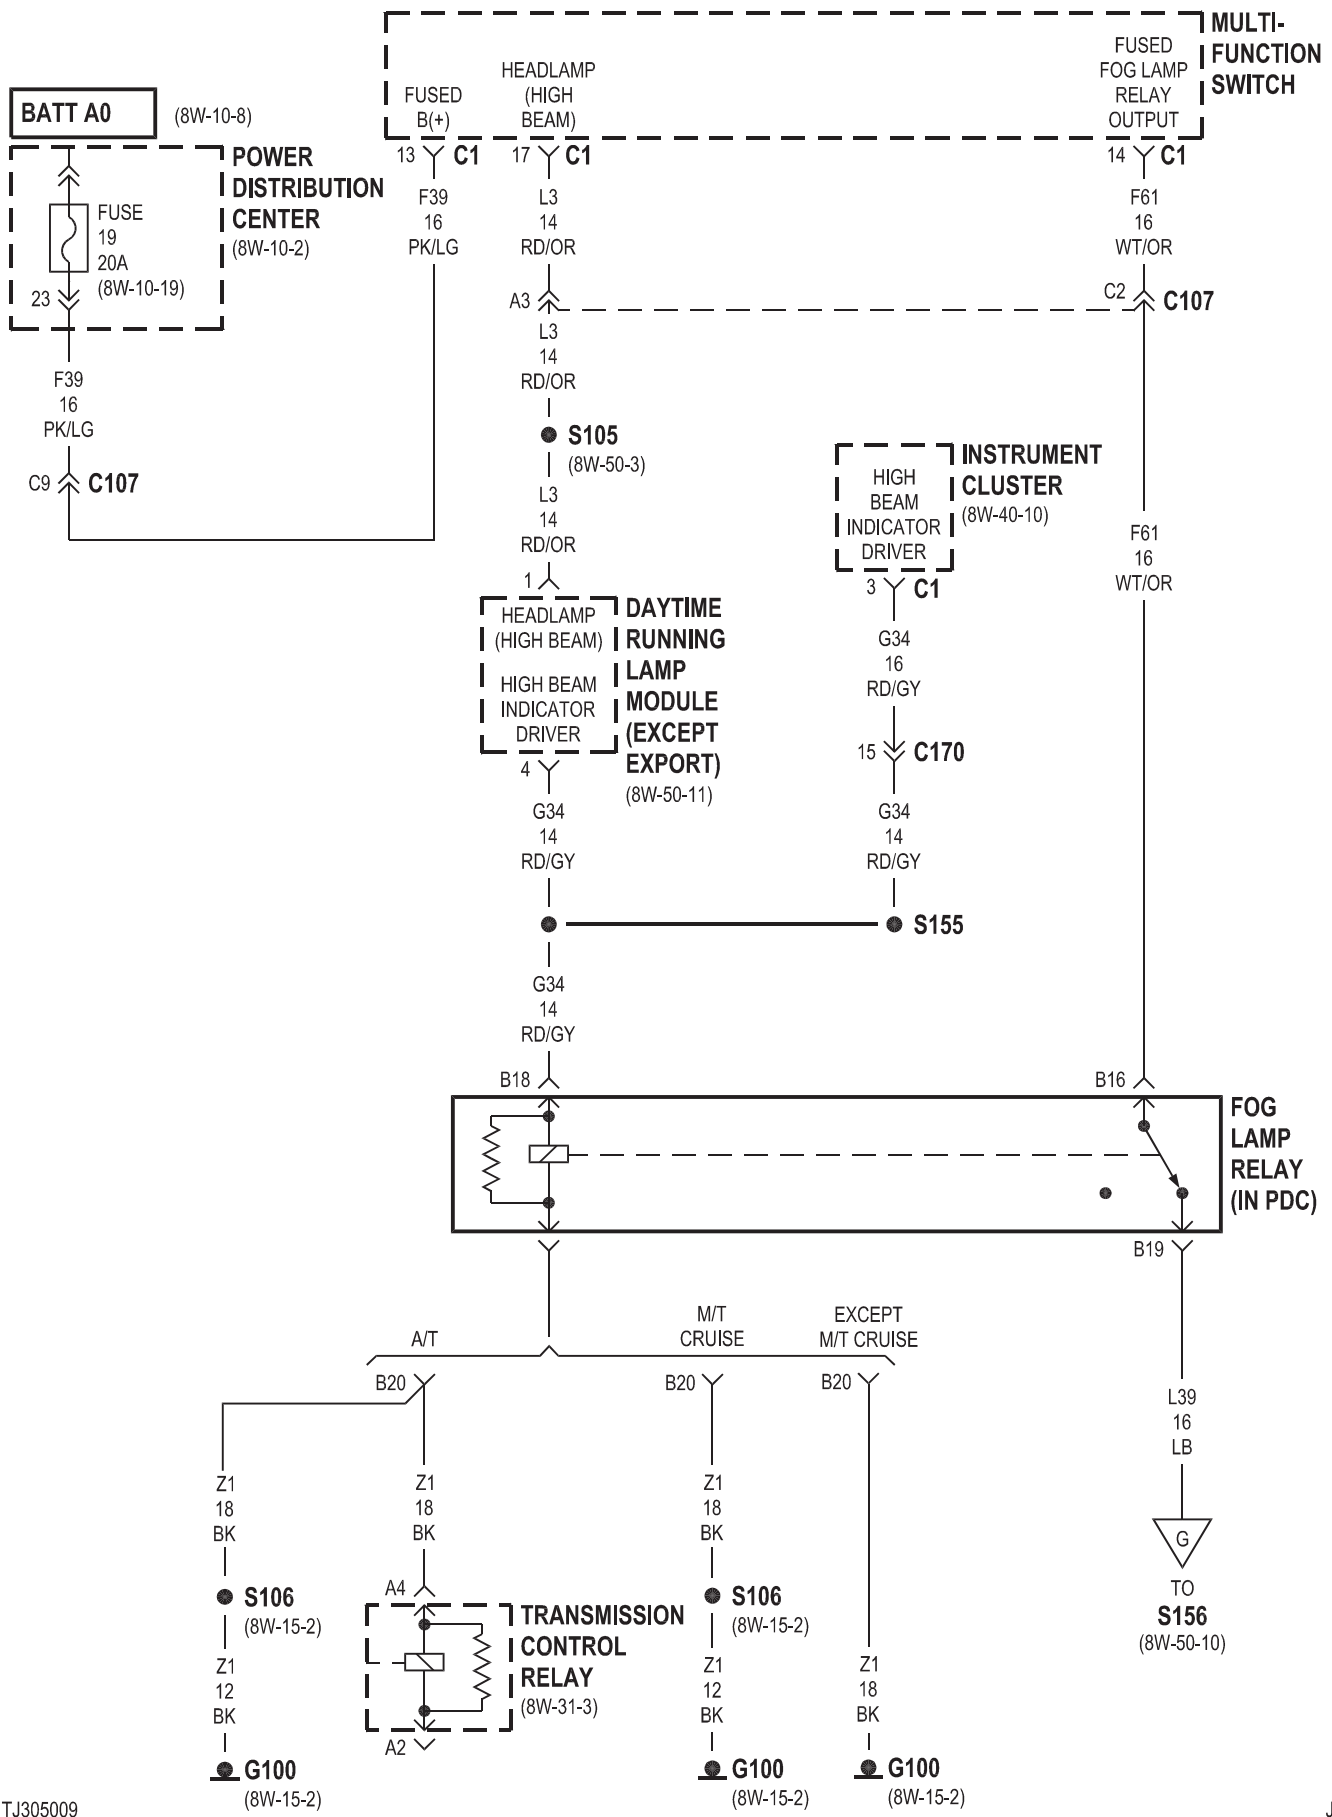 MULTI-
FUNCTION
SWITCH
FUSED
B(+)
HEADLAMP
(HIGH
BEAM)
FUSED
FOG LAMP
RELAY
OUTPUT
BATT A0
(8W-10-8)
POWER
DISTRIBUTION
CENTER
(8W-10-2)
FUSE
19
20A
(8W-10-19)
23
F39
16
PK/LG
C9
C107
13
C1
F39
16
PK/LG
17
C1
L3
14
RD/OR
A3
L3
14
RD/OR
S105
(8W-50-3)
L3
14
RD/OR
1
14
C1
F61
16
WT/OR
C2
C107
F61
16
WT/OR
HEADLAMP
(HIGH BEAM)
HIGH BEAM
INDICATOR
DRIVER
DAYTIME
RUNNING
LAMP
MODULE
(EXCEPT
EXPORT)
(8W-50-11)
4
G34
14
RD/GY
HIGH
BEAM
INDICATOR
DRIVER
INSTRUMENT
CLUSTER
(8W-40-10)
3
C1
G34
16
RD/GY
15
C170
G34
14
RD/GY
S155
G34
14
RD/GY
B18
B16
FOG
LAMP
RELAY
(IN PDC)
B19
A/T
M/T
CRUISE
EXCEPT
M/T CRUISE
B20
B20
B20
Z1
18
BK
S106
(8W-15-2)
Z1
12
BK
G100
(8W-15-2)
Z1
18
BK
A4
TRANSMISSION
CONTROL
RELAY
(8W-31-3)
A2
Z1
18
BK
S106
(8W-15-2)
Z1
12
BK
G100
(8W-15-2)
Z1
18
BK
G100
(8W-15-2)
L39
16
LB
G
TO
S156
(8W-50-10)
TJ305009
J